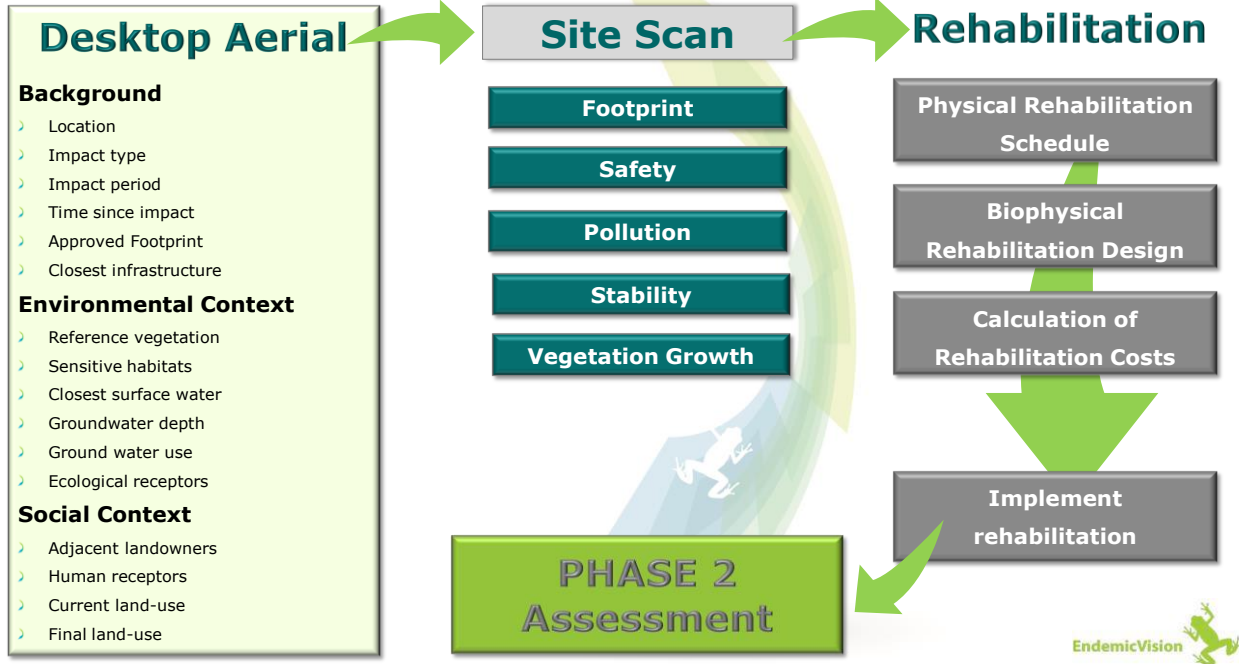 Desktop Aerial
Background
Location
Impact type
Impact period
Time since impact
Approved Footprint
Closest infrastructure
Environmental Context
Reference vegetation
Sensitive habitats
Closest surface water
Groundwater depth
Ground water use
Ecological receptors
Social Context
Adjacent landowners
Human receptors
Current land-use
Final land-use
Site Scan
Footprint
Safety
Pollution
Stability
Vegetation Growth
Rehabilitation
Physical Rehabilitation
Schedule
Biophysical
Rehabilitation Design
Calculation of
Rehabilitation Costs
Implement
rehabilitation
PHASE 2
Assessment
EndemicVision